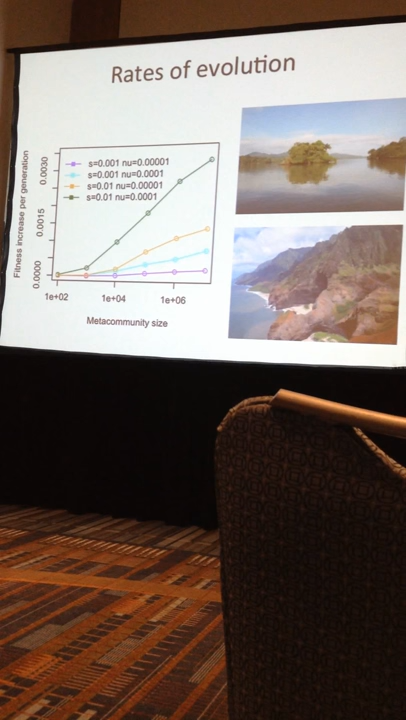 Rates of evolution
Fitness increase per generation
0.0030
0.0015
0.0000
s=0.001 nu=0.00001
s=0.001 nu=0.0001
s=0.01 nu=0.00001
s=0.01 nu=0.0001
1e+02
1e+04
1e+06
Metacommunity size